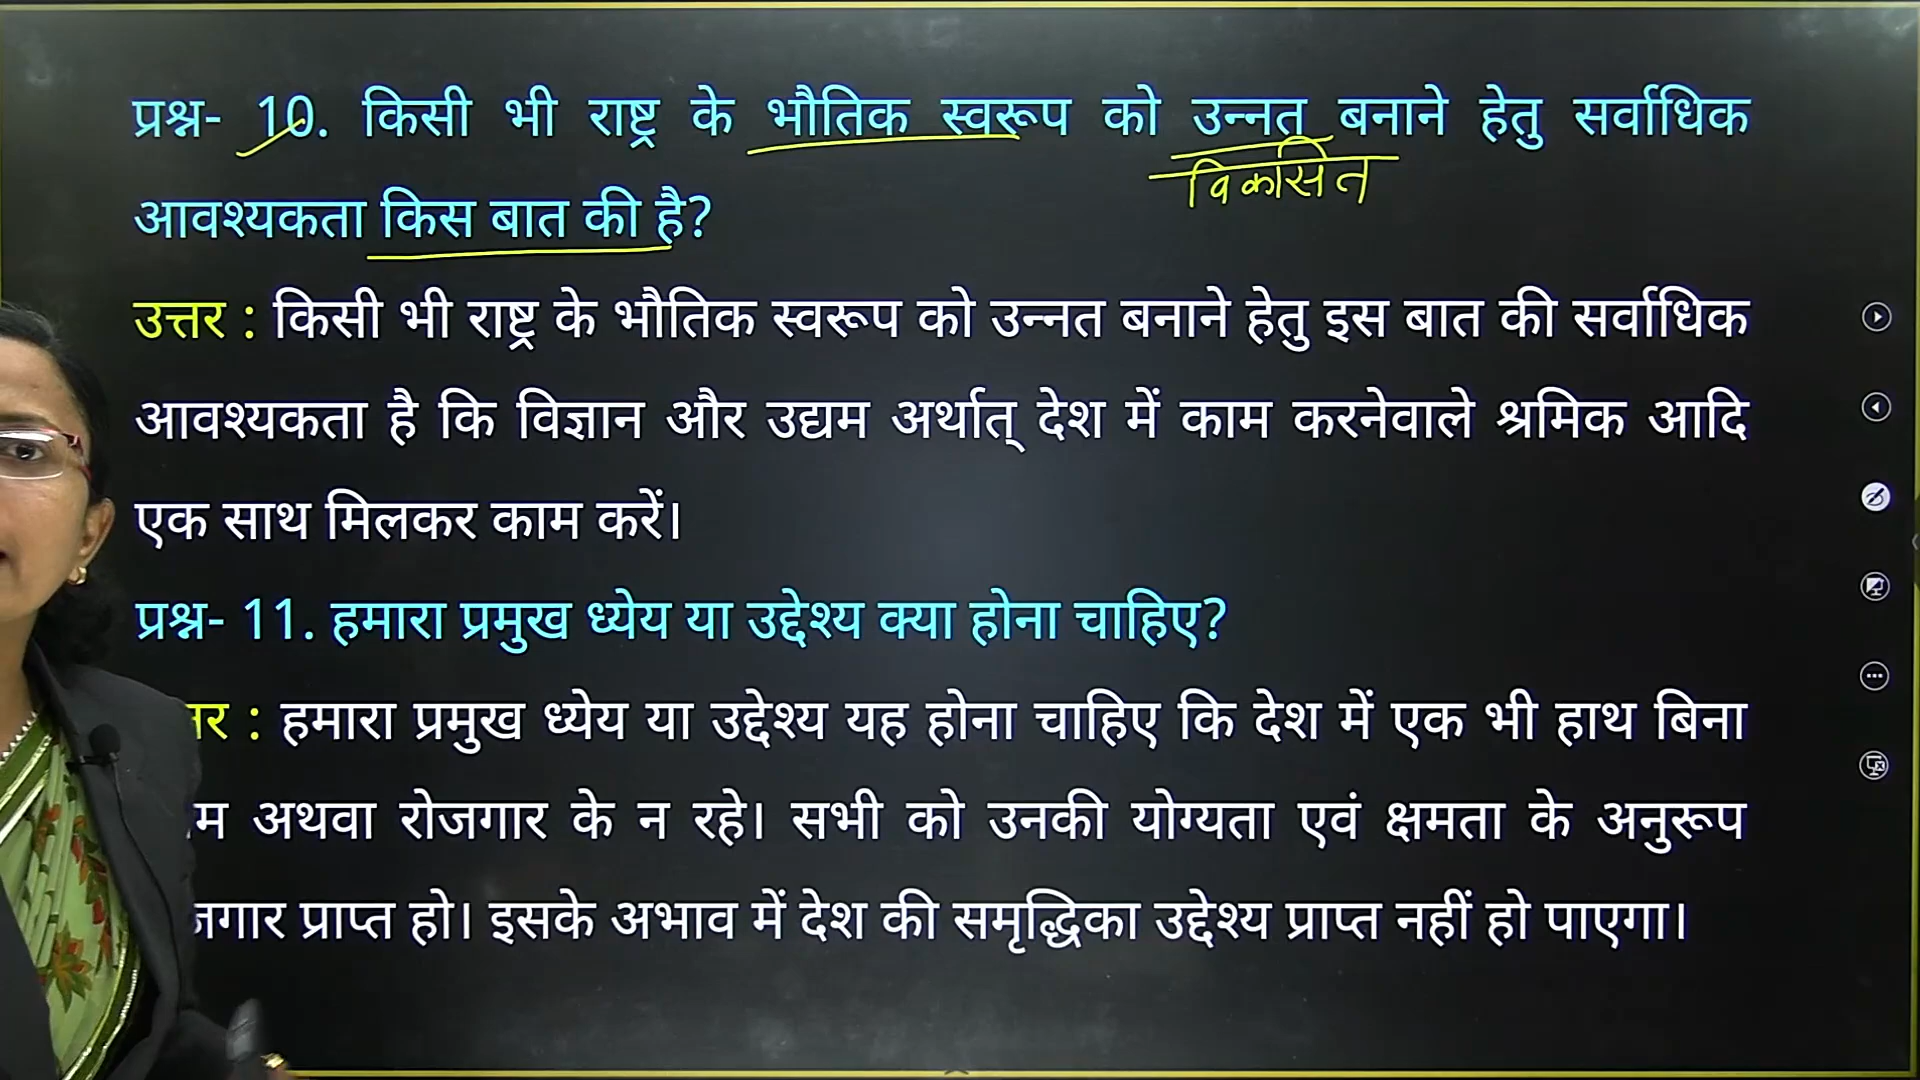 प्रश्न- 10. किसी भी राष्ट्र के भौतिक स्वरूप को उन्नत बनाने हेतु सर्वाधिक
विकसित
आवश्यकता किस बात की है?
उत्तर : किसी भी राष्ट्र के भौतिक स्वरूप को उन्नत बनाने हेतु इस बात की सर्वाधिक
आवश्यकता है कि विज्ञान और उद्यम अर्थात् देश में काम करनेवाले श्रमिक आदि
एक साथ मिलकर काम करें।
प्रश्न- 11. हमारा प्रमुख ध्येय या उद्देश्य क्या होना चाहिए?
: हमारा प्रमुख ध्येय या उद्देश्य यह होना चाहिए कि देश में एक भी हाथ बिना
अथवा रोजगार के न रहे। सभी को उनकी योग्यता एवं क्षमता के अनुरूप
प्राप्त हो। इसके अभाव में देश की समृद्धिका उद्देश्य प्राप्त नहीं हो पाएगा।